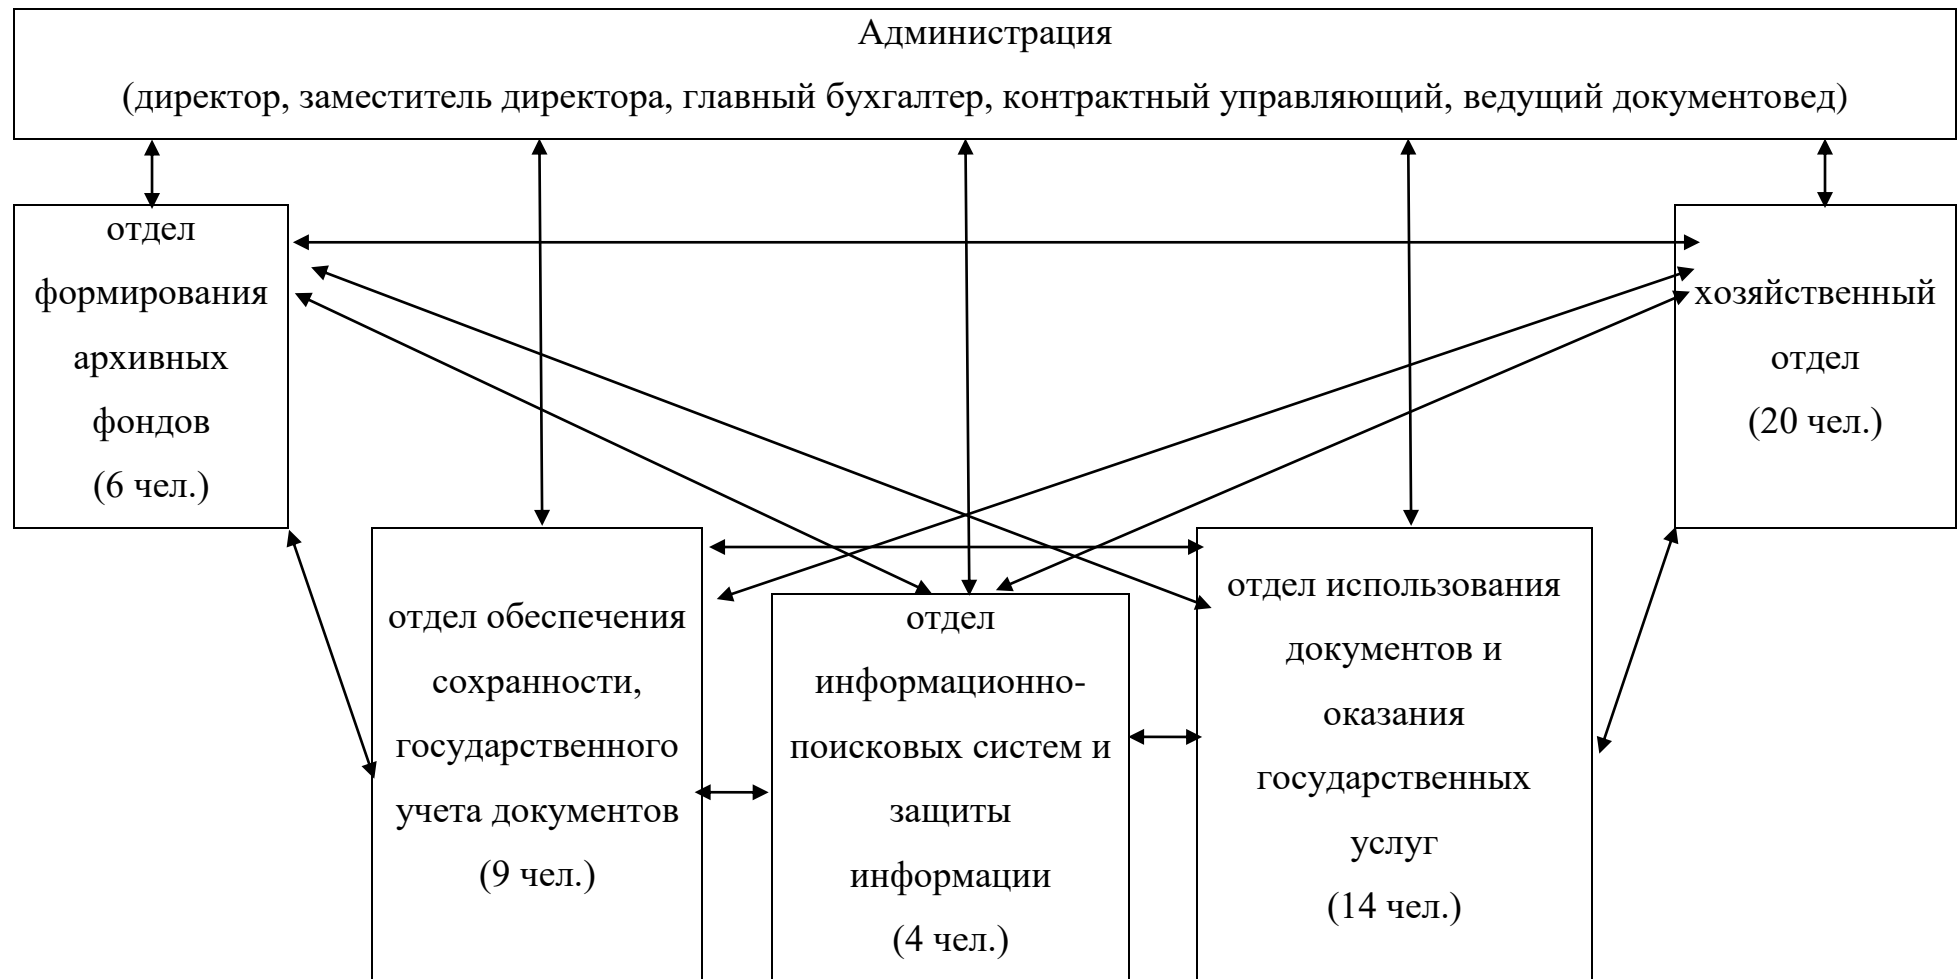 Администрация
(директор, заместитель директора, главный бухгалтер, контрактный управляющий, ведущий документовед)
отдел
формирования
архивных
фондов
(6 чел.)
хозяйственный
отдел
(20 чел.)
отдел обеспечения
сохранности,
государственного
учета документов
(9 чел.)
отдел
информационно-
поисковых систем и
защиты
информации
(4 чел.)
отдел использования
документов и
оказания
государственных
услуг
(14 чел.)